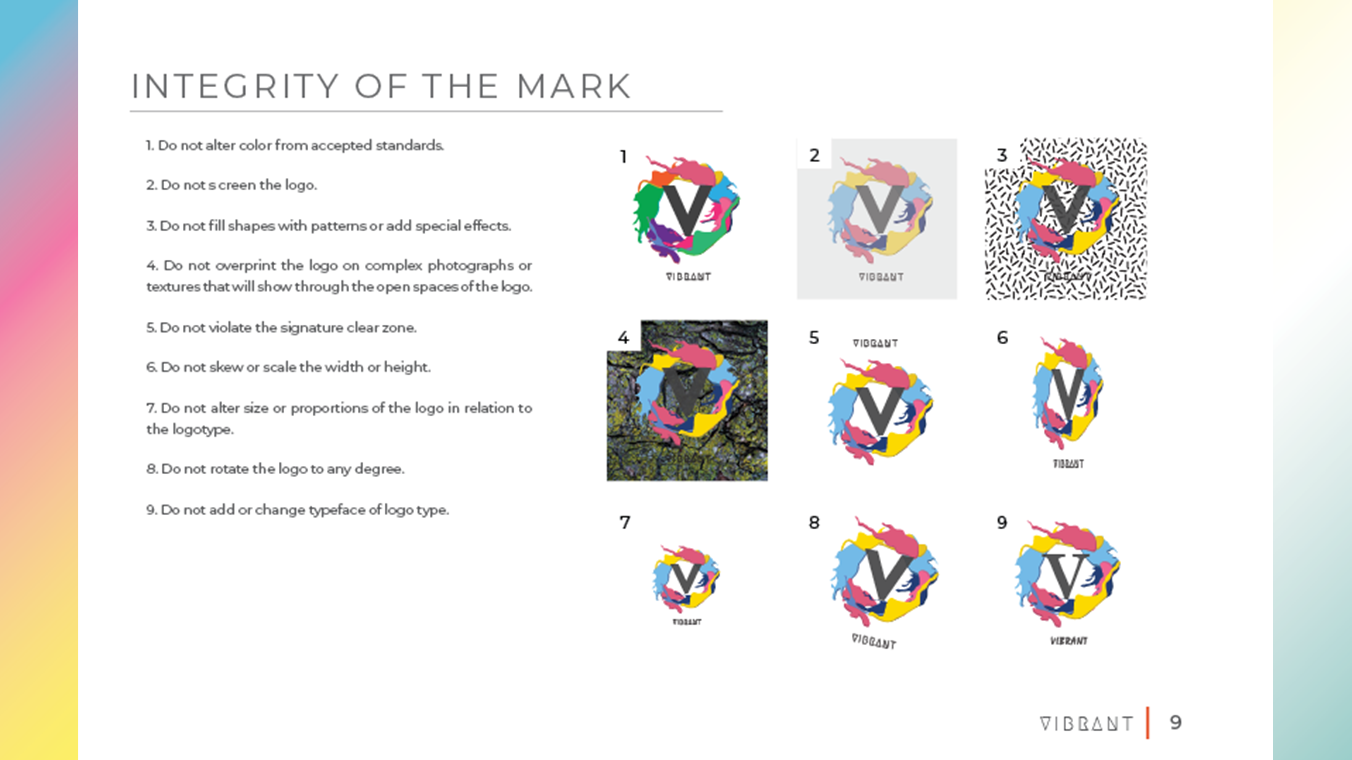 INTEGRITY OF THE MARK
1. Do not alter color from accepted standards.
2. Do not s creen the logo.
3. Do not fill shapes with patterns or add special effects.
4. Do not overprint the logo on complex photographs or
textures that will show through the open spaces of the logo.
5. Do not violate the signature clear zone.
6. Do not skew or scale the width or height.
7. Do not alter size or proportions of the logo in relation to
the logotype.
8. Do not rotate the logo to any degree.
9. Do not add or change typeface of logo type.
1
V
VIBRANT
2
V
VIBRANT
3
V
VIBRANT
4
V
VIBRANT
5
VIBRANT
V
6
V
VIBRANT
7
V
VIBRANT
8
V
VIBRANT
9
V
VIBRANT
VIBRANT | 9